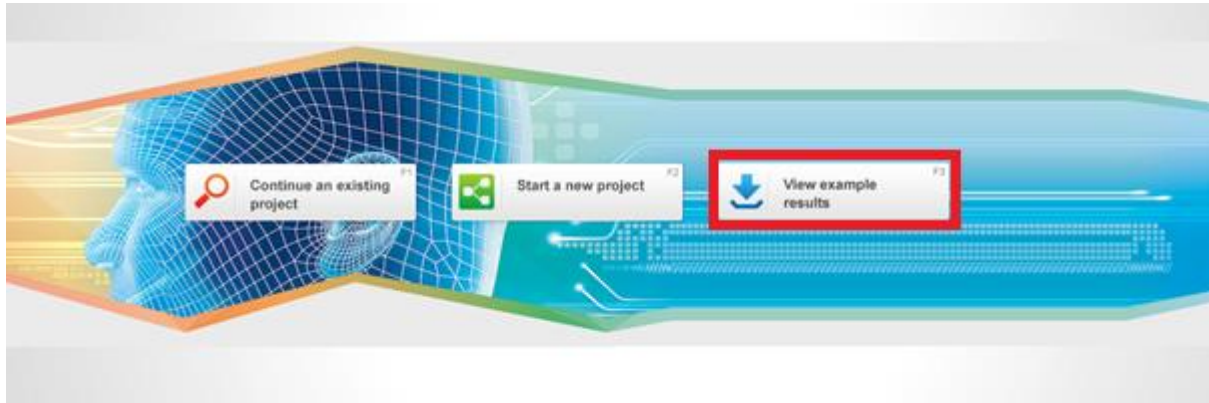 F1
Continue an existing
project
F2
Start a new project
F3
View example
results